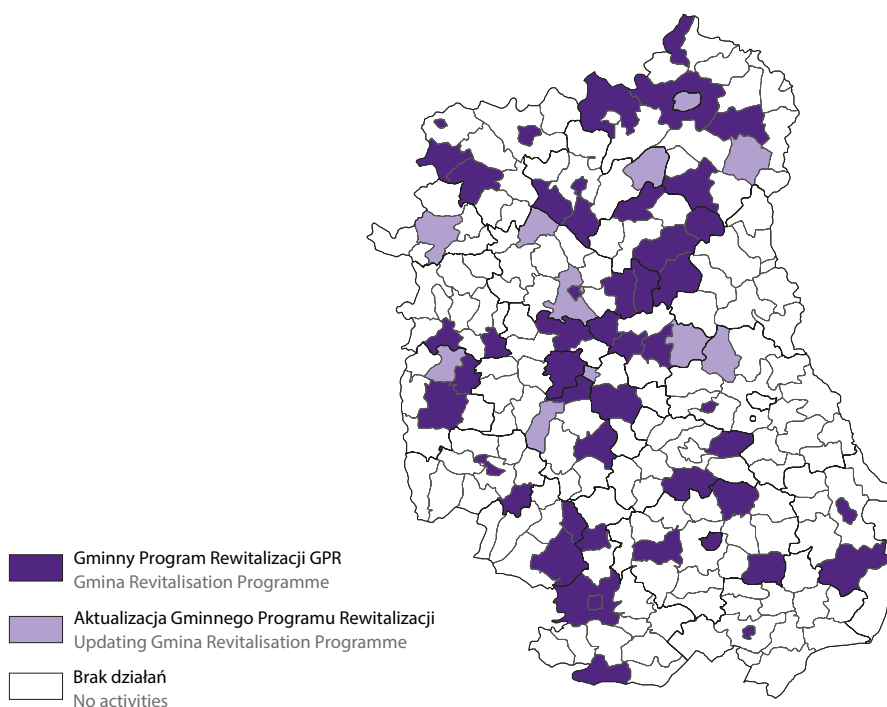 Gminny Program Rewitalizacji GPR
Gmina Revitalisation Programme
Aktualizacja Gminnego Programu Rewitalizacji
Updating Gmina Revitalisation Programme
Brak działań
No activities